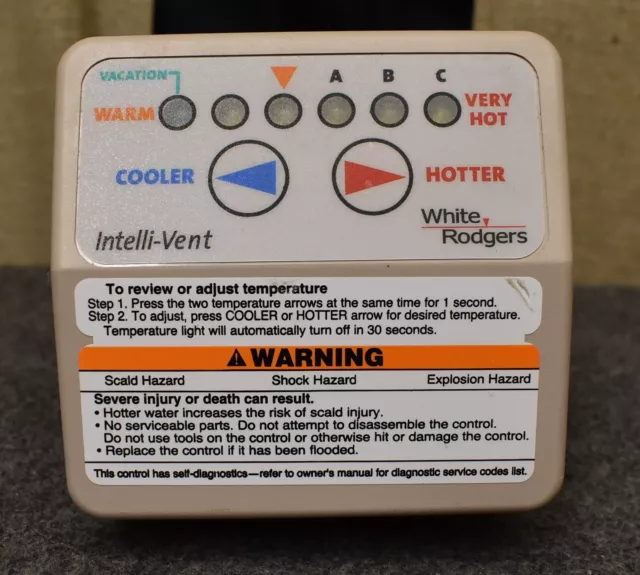 VACATION
A B C
WARM
VERY HOT
COOLER
HOTTER
Intelli-Vent
White Rodgers
To review or adjust temperature
Step 1. Press the two temperature arrows at the same time for 1 second.
Step 2. To adjust, press COOLER or HOTTER arrow for desired temperature.
Temperature light will automatically turn off in 30 seconds.
WARNING
Scald Hazard Shock Hazard Explosion Hazard
Severe injury or death can result.
• Hotter water increases the risk of scald injury.
• No serviceable parts. Do not attempt to disassemble the control.
Do not use tools on the control or otherwise hit or damage the control.
• Replace the control if it has been flooded.
This control has self-diagnostics—refer to owner's manual for diagnostic service codes list.